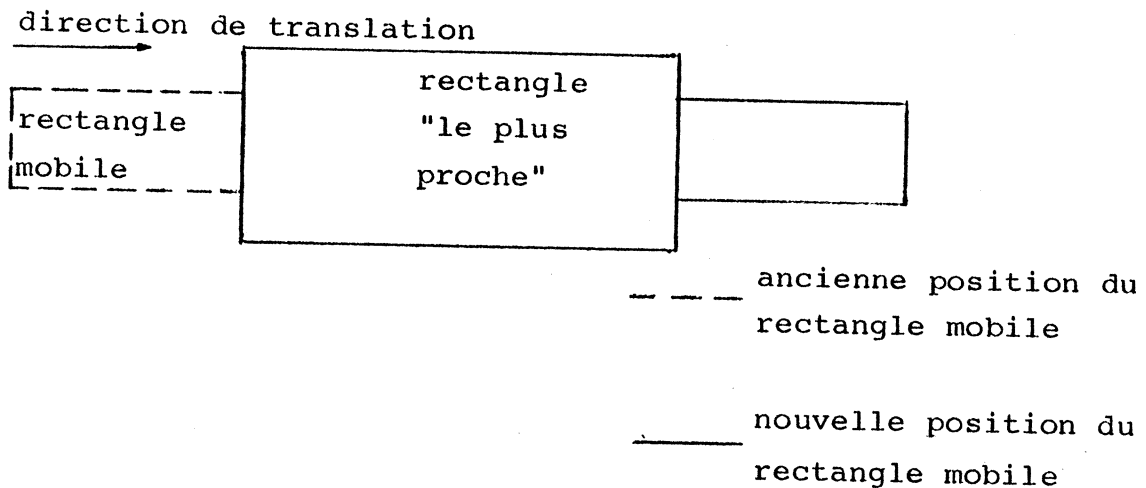 direction de translation
rectangle
mobile
rectangle
"le plus
proche"
ancienne position du
rectangle mobile
nouvelle position du
rectangle mobile